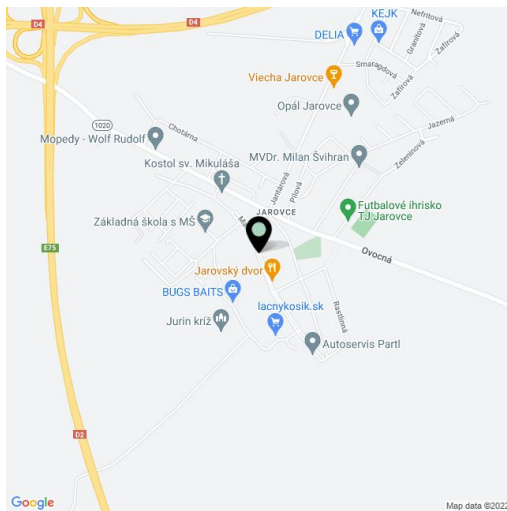 D4
D4
KEJK
DELIA
Nefritová
Granitová
Zafírová
Smaragdová
Viecha Jarovce
Zafírová
Opál Jarovce
1020
Chotárna
Jazerná
Mopedy - Wolf Rudolf
MVDr. Milan Švihran
Zeleninová
Kostol sv. Mikuláša
Jantárová
Pílová
Futbalové ihrisko
TJ Jarovce
JAROVCE
Základná škola s MŠ
E75
Ovocná
Jarovský dvor
BUGS BAITS
lacnykosik.sk
Rastlinná
Jurin kríž
Autoservis Partl
D2
Google
Map data ©2022